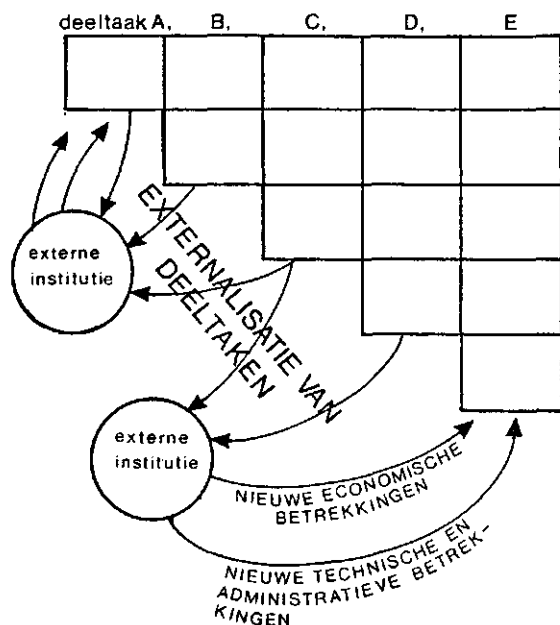 deeltaak A, B, C, D, E
EXTERNALISATIE VAN
DEELTAKEN
externe
institutie
externe
institutie
NIEUWE ECONOMISCHE
BETREKKINGEN
NIEUWE TECHNISCHE EN
ADMINISTRATIEVE BETREK-
KINGEN